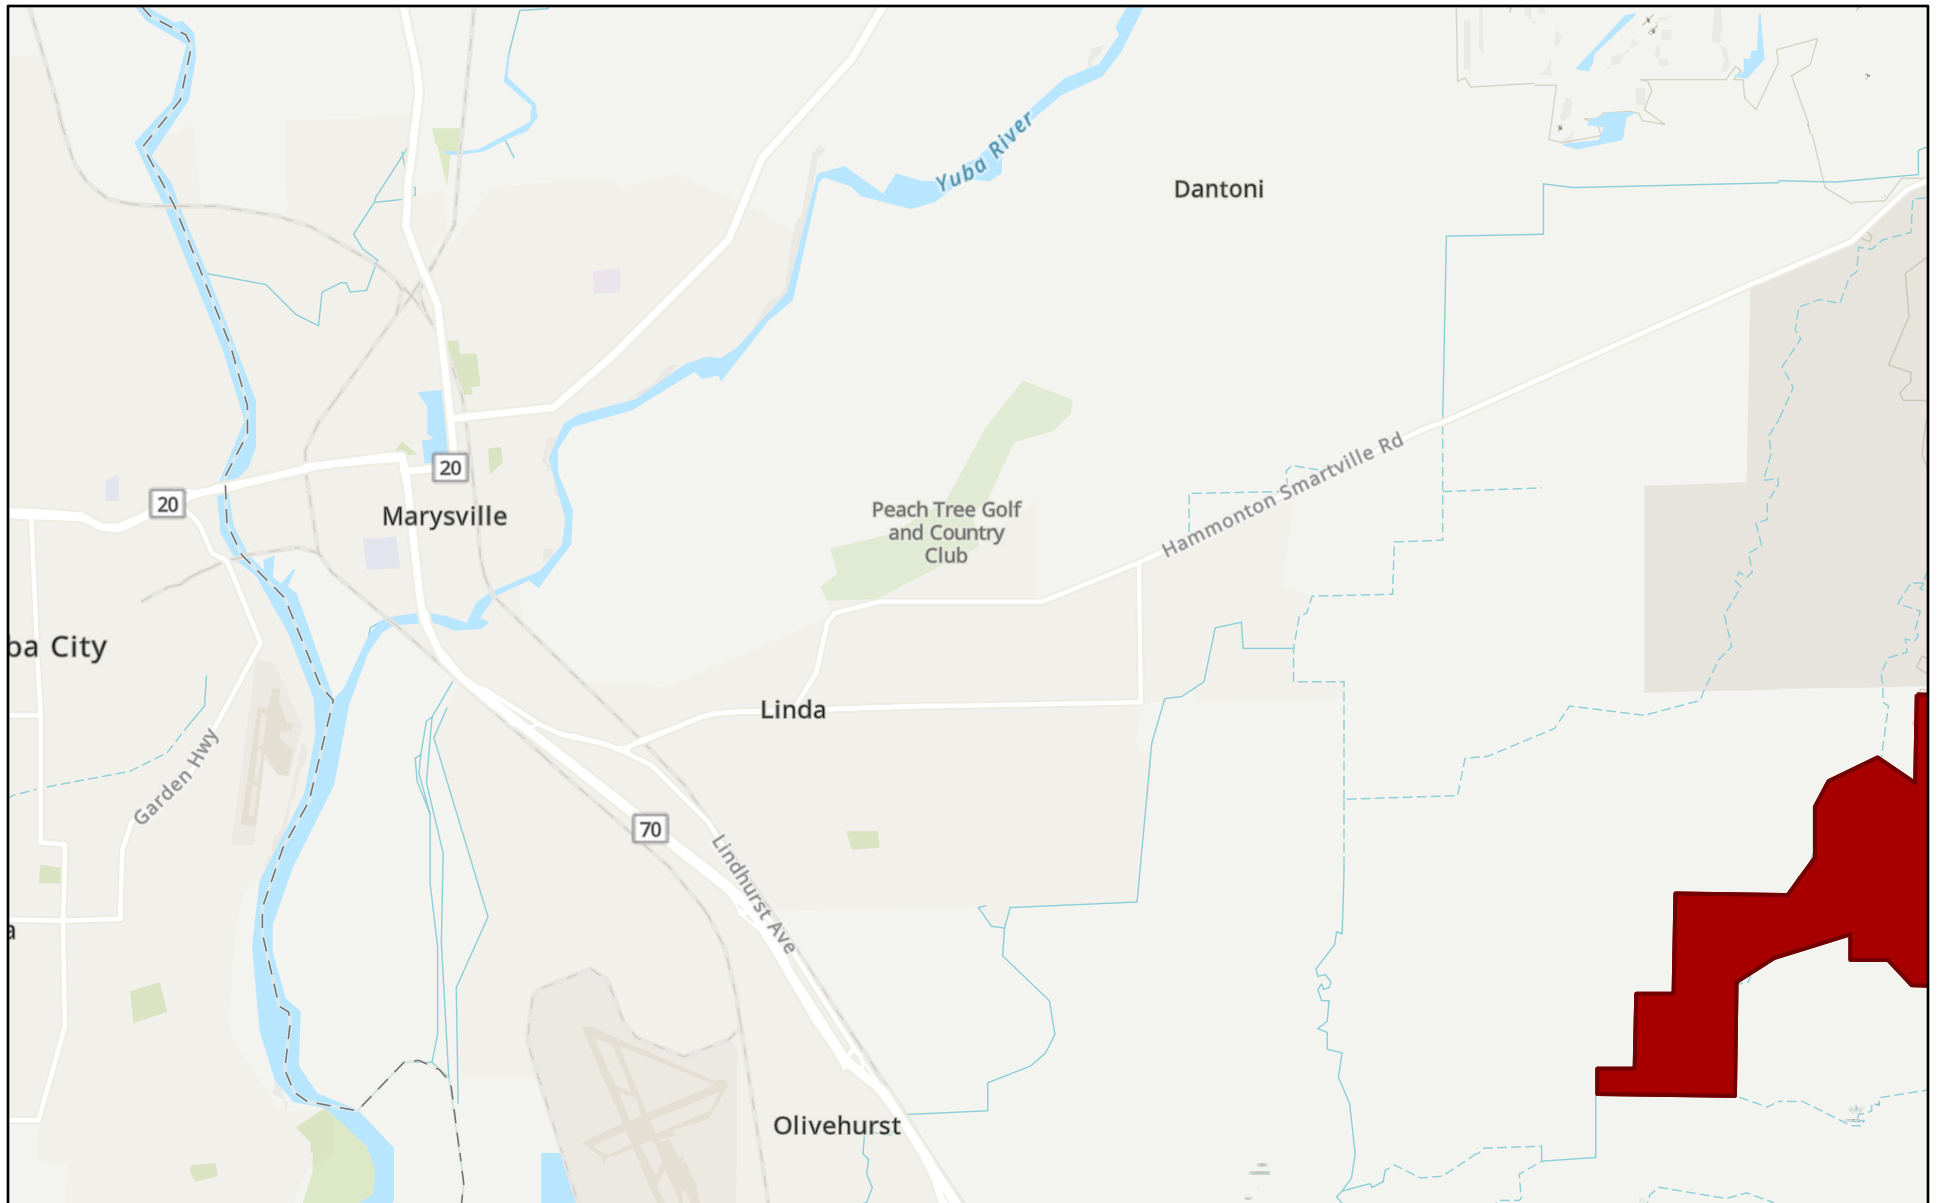 Yuba River
Dantoni
20
20
Marysville
Peach Tree Golf
and Country
Club
Hammonton Smartville Rd
ba City
Linda
Garden Hwy
70
Lindhurst Ave
a
Olivehurst